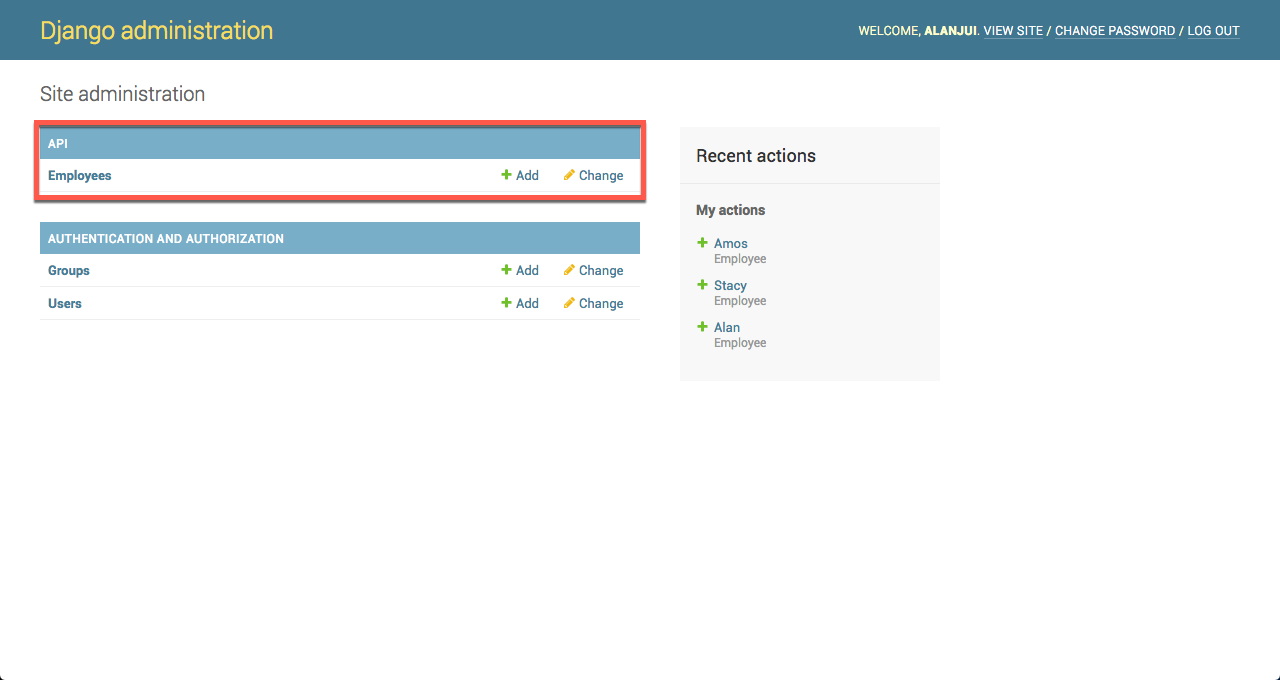 Django administration
WELCOME, ALANJUI. VIEW SITE / CHANGE PASSWORD / LOG OUT
Site administration
API
Employees Add Change
AUTHENTICATION AND AUTHORIZATION
Groups Add Change
Users Add Change
Recent actions
My actions
Amos
Employee
Stacy
Employee
Alan
Employee